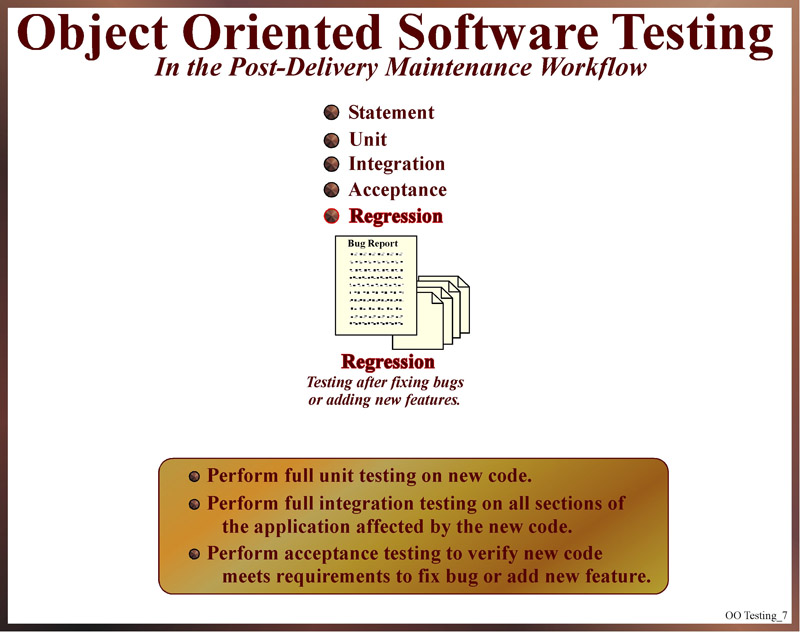 Object Oriented Software Testing
In the Post-Delivery Maintenance Workflow
Statement
Unit
Integration
Acceptance
Regression
Bug Report
Regression
Testing after fixing bugs
or adding new features.
Perform full unit testing on new code.
Perform full integration testing on all sections of
the application affected by the new code.
Perform acceptance testing to verify new code
meets requirements to fix bug or add new feature.
OO Testing_7